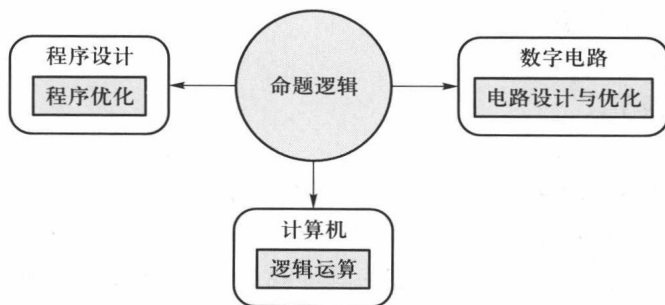 程序设计
程序优化
命题逻辑
数字电路
电路设计与优化
计算机
逻辑运算